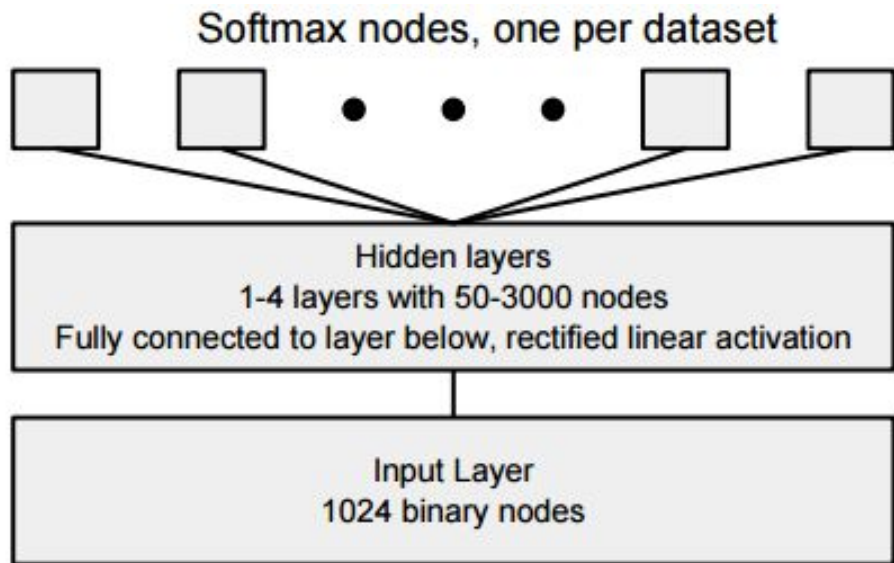 Softmax nodes, one per dataset
Hidden layers
1-4 layers with 50-3000 nodes
Fully connected to layer below, rectified linear activation
Input Layer
1024 binary nodes